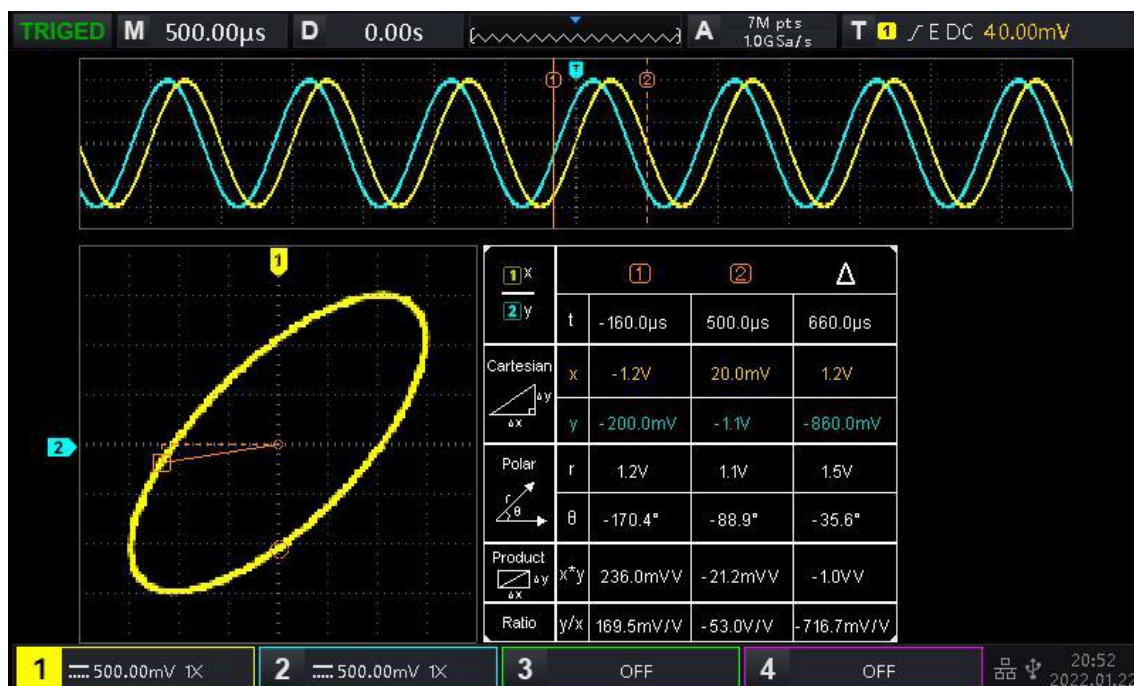 TRIGED M 500.00μs D 0.00s A 7M pts 1.0GSa/s T 1 E DC 40.00mV
1 T 2
1
2
1 x 1 2 Δ
2 y t -160.0μs 500.0μs 660.0μs
Cartesian x -1.2V 20.0mV 1.2V
Δy
Δx y -200.0mV -1.1V -860.0mV
Polar r 1.2V 1.1V 1.5V
r
θ θ -170.4° -88.9° -35.6°
Product
Δy x*y 236.0mVV -21.2mVV -1.0VV
Δx
Ratio y/x 169.5mV/V -53.0V/V -716.7mV/V
1 500.00mV 1X 2 500.00mV 1X 3 OFF 4 OFF 20:52
2022.01.22